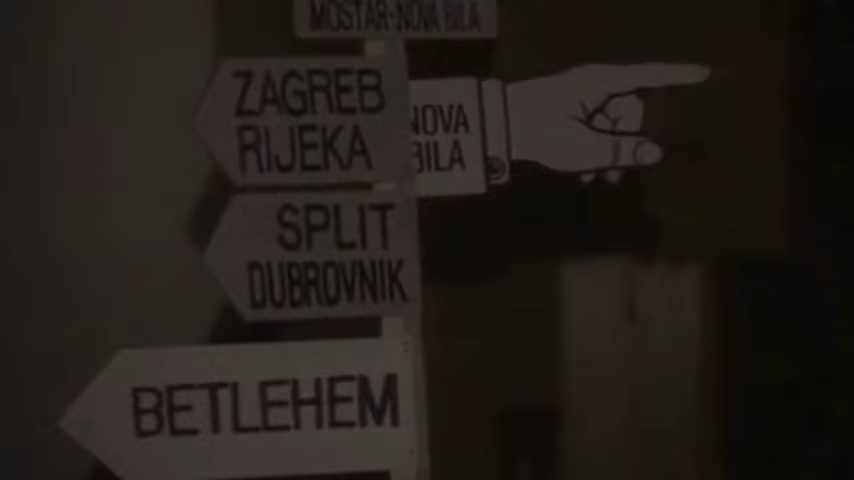 MOSTAR-NOVA BILA
ZAGREB
RIJEKA
NOVA
BILA
SPLIT
DUBROVNIK
BETLEHEM